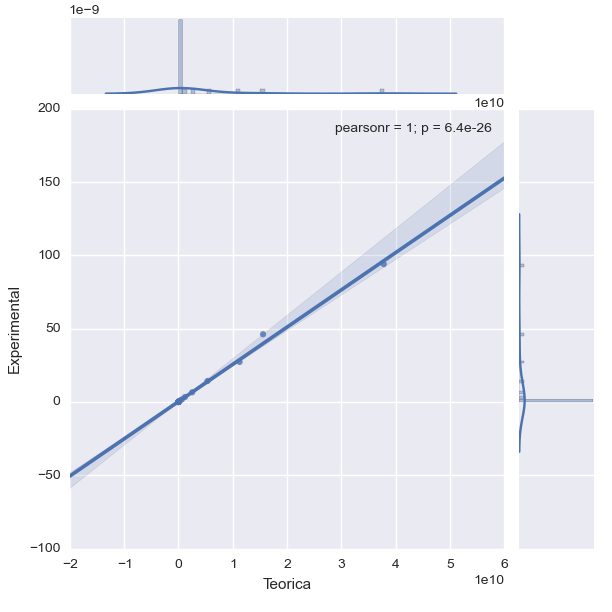 1e−9
1e10
200
pearsonr = 1; p = 6.4e-26
150
100
50
0
−50
−100
Experimental
−2 −1 0 1 2 3 4 5 6
1e10
Teorica